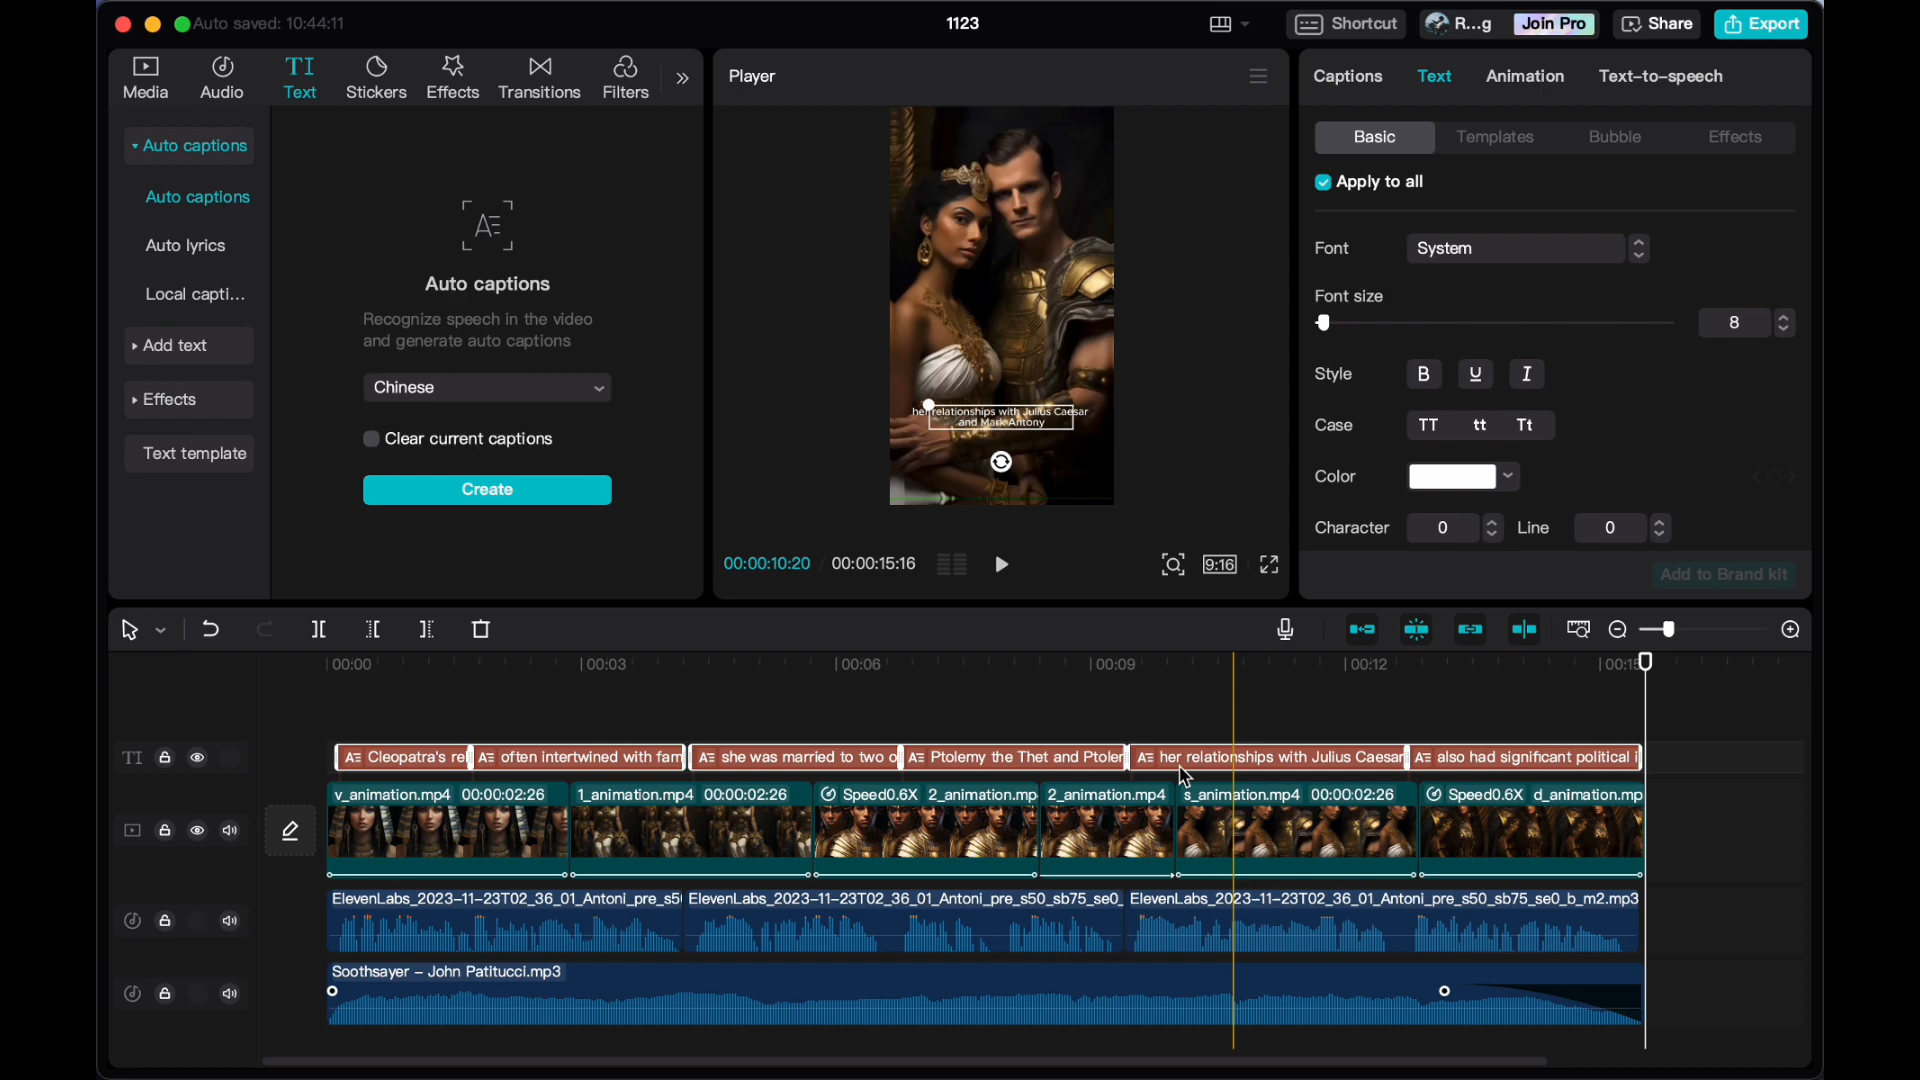 Auto saved: 10:44:11
1123
Shortcut
R...g
Join Pro
Share
Export
Media
Audio
TI
Text
Stickers
Effects
Transitions
Filters
Auto captions
Auto captions
Auto lyrics
Local capti...
Add text
Effects
Text template
Auto captions
Recognize speech in the video
and generate auto captions
Chinese
Clear current captions
Create
Player
her relationships with Julius Caesar
and Mark Antony
00:00:10:20 / 00:00:15:16
9:16
Captions
Text
Animation
Text-to-speech
Basic
Templates
Bubble
Effects
Apply to all
Font
System
Font size
8
Style
B U I
Case
TT tt Tt
Color
Character
0
Line
0
Add to Brand kit
00:00
00:03
00:06
00:09
00:12
00:15
TI
Cleopatra's rel
often intertwined with fam
she was married to two o
Ptolemy the Thet and Ptolem
her relationships with Julius Caesar
also had significant political i
v_animation.mp4 00:00:02:26
1_animation.mp4 00:00:02:26
Speed0.6X 2_animation.mp
2_animation.mp4
s_animation.mp4 00:00:02:26
Speed0.6X d_animation.mp
ElevenLabs_2023-11-23T02_36_01_Antoni_pre_s5
ElevenLabs_2023-11-23T02_36_01_Antoni_pre_s50_sb75_se0_
ElevenLabs_2023-11-23T02_36_01_Antoni_pre_s50_sb75_se0_b_m2.mp3
Soothsayer – John Patitucci.mp3